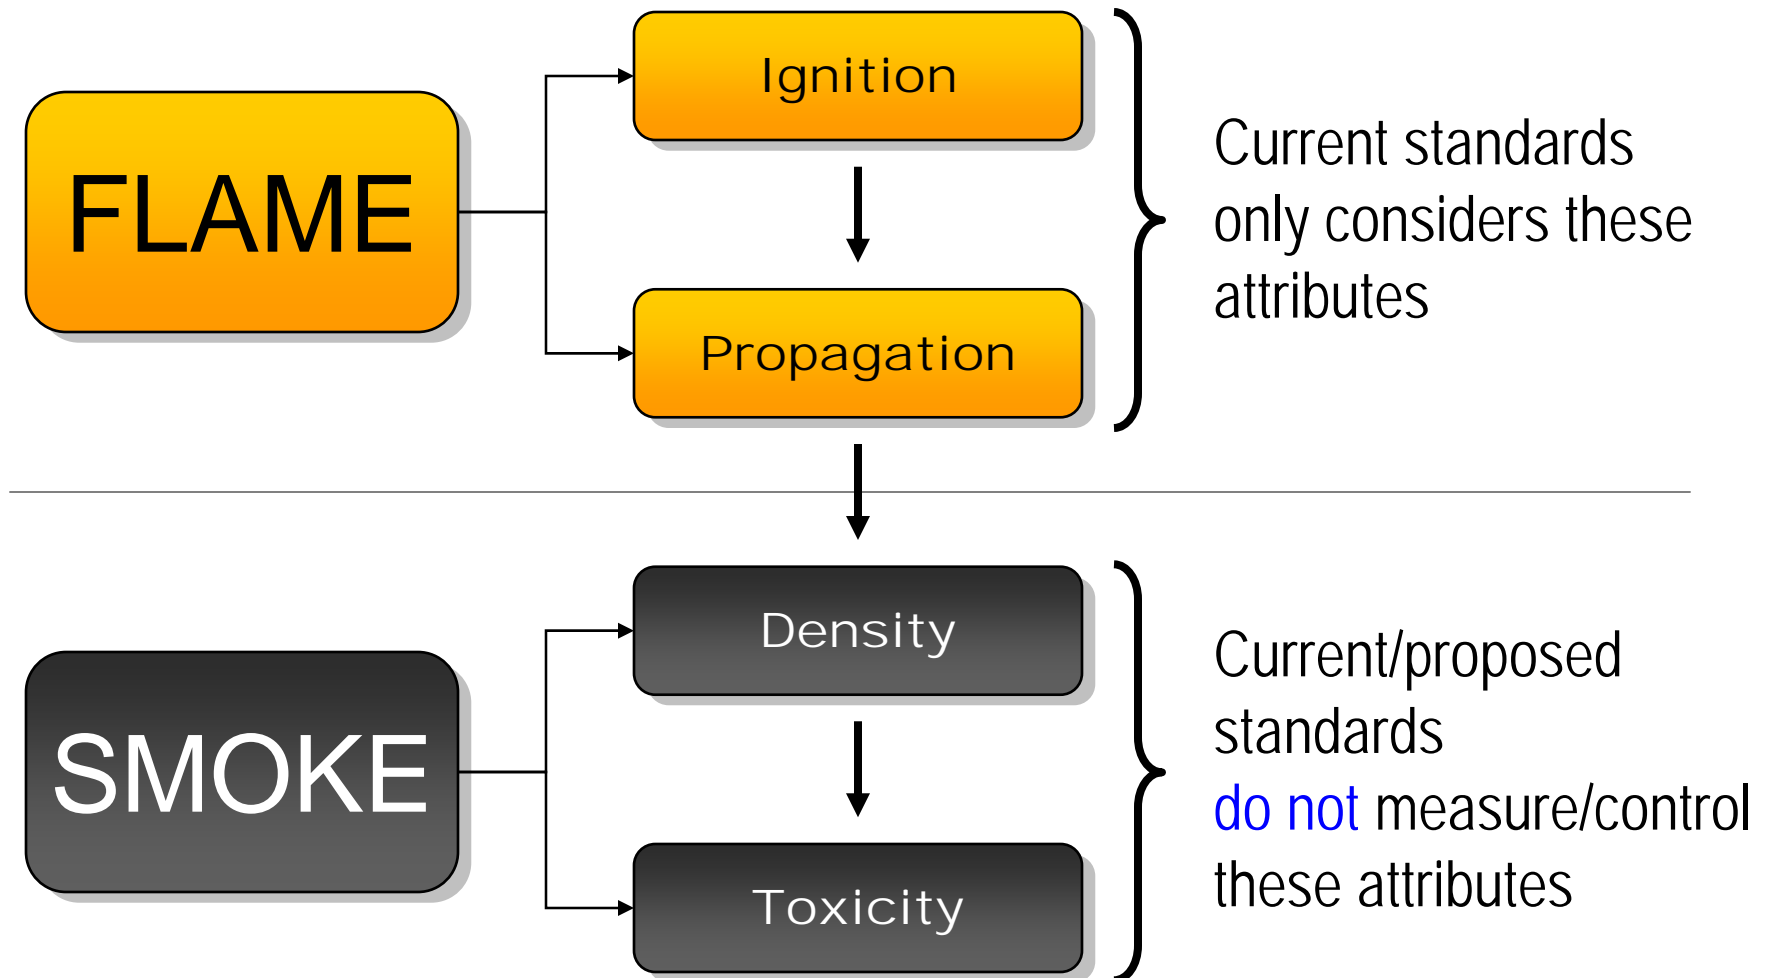 FLAME
Ignition
Propagation
Current standards
only considers these
attributes
SMOKE
Density
Toxicity
Current/proposed
standards
do not measure/control
these attributes